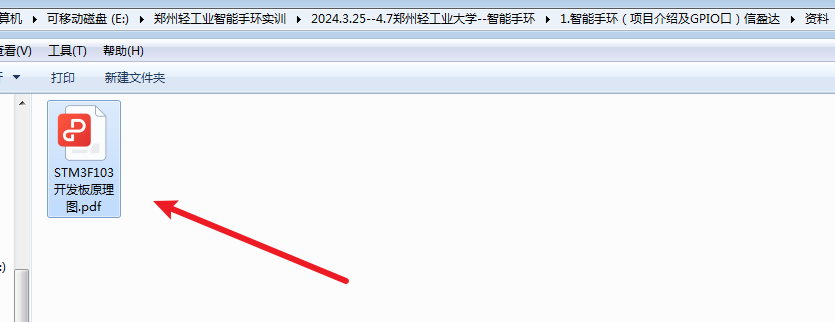 算机 ▸ 可移动磁盘 (E:) ▸ 郑州轻工业智能手环实训 ▸ 2024.3.25--4.7郑州轻工业大学--智能手环 ▸ 1.智能手环（项目介绍及GPIO口）信盈达 ▸ 资料
查看(V) 工具(T) 帮助(H)
打印 新建文件夹
STM3F103
开发板原理
图.pdf
:)